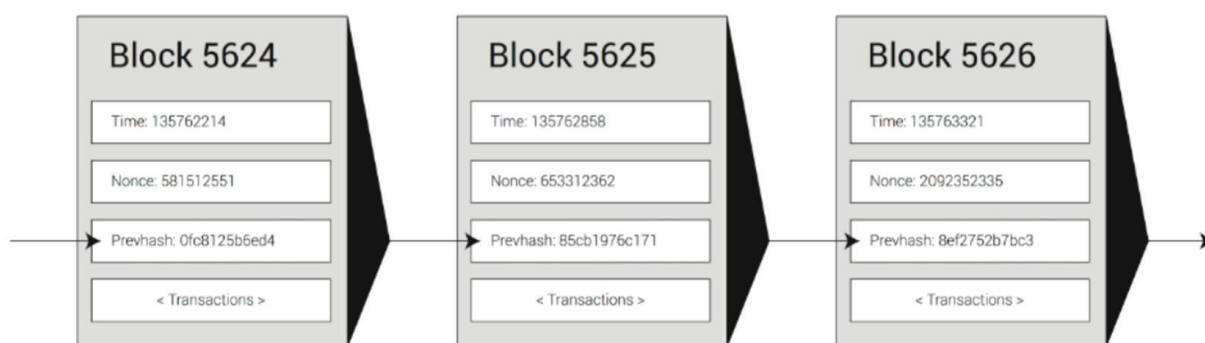 Block 5624
Time: 135762214
Nonce: 581512551
Prevhash: 0fc8125b6ed4
< Transactions >
Block 5625
Time: 135762858
Nonce: 653312362
Prevhash: 85cb1976c171
< Transactions >
Block 5626
Time: 135763321
Nonce: 2092352335
Prevhash: 8ef2752b7bc3
< Transactions >